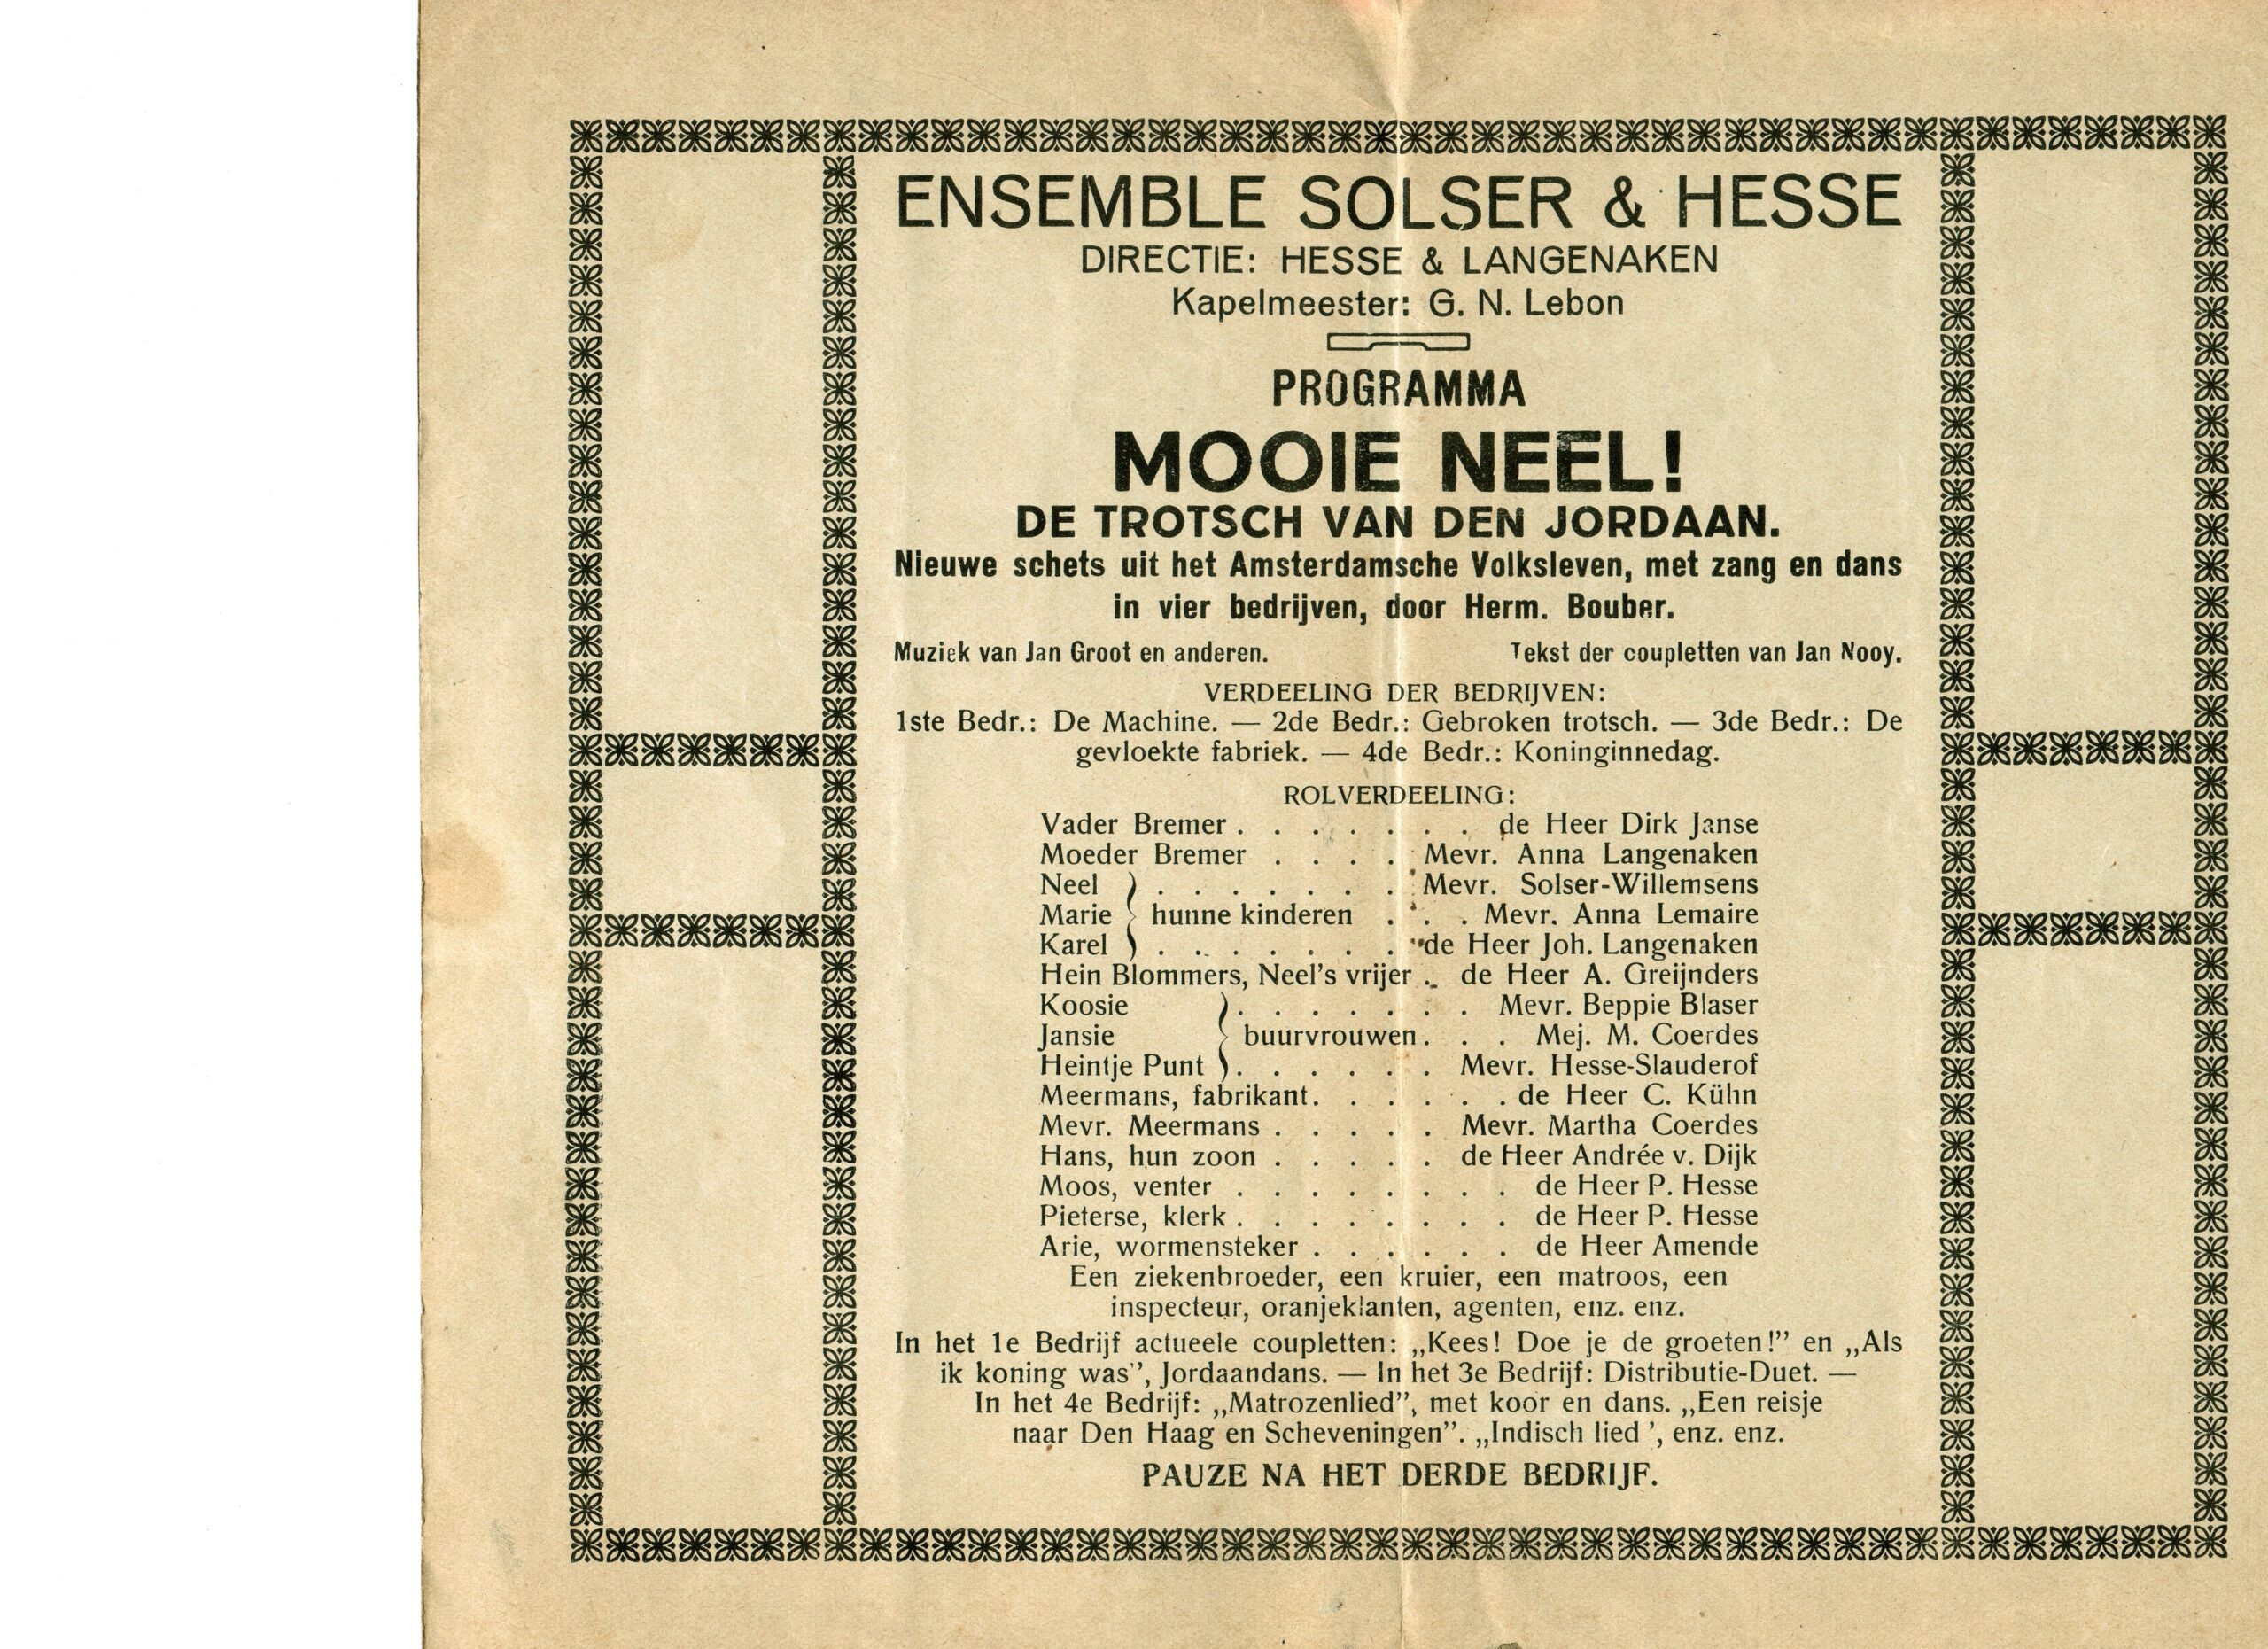 ENSEMBLE SOLSER & HESSE
DIRECTIE: HESSE & LANGENAKEN
Kapelmeester: G. N. Lebon
PROGRAMMA
MOOIE NEEL!
DE TROTSCH VAN DEN JORDAAN.
Nieuwe schets uit het Amsterdamsche Volksleven, met zang en dans
in vier bedrijven, door Herm. Bouber.
Muziek van Jan Groot en anderen. Tekst der coupletten van Jan Nooy.
VERDEELING DER BEDRIJVEN:
1ste Bedr.: De Machine. — 2de Bedr.: Gebroken trotsch. — 3de Bedr.: De
gevloekte fabriek. — 4de Bedr.: Koninginnedag.
ROLVERDEELING:
Vader Bremer . . . . . . . de Heer Dirk Janse
Moeder Bremer . . . . Mevr. Anna Langenaken
Neel } . . . . . . . Mevr. Solser-Willemsens
Marie } hunne kinderen . . . Mevr. Anna Lemaire
Karel } . . . . . . . de Heer Joh. Langenaken
Hein Blommers, Neel's vrijer . de Heer A. Greijnders
Koosie } . . . . . . . Mevr. Beppie Blaser
Jansie } buurvrouwen . . . Mej. M. Coerdes
Heintje Punt } . . . . . . Mevr. Hesse-Slauderof
Meermans, fabrikant . . . . . . de Heer C. Kühn
Mevr. Meermans . . . . . Mevr. Martha Coerdes
Hans, hun zoon . . . . . de Heer Andrée v. Dijk
Moos, venter . . . . . . . . de Heer P. Hesse
Pieterse, klerk . . . . . . . . de Heer P. Hesse
Arie, wormensteker . . . . . . de Heer Amende
Een ziekenbroeder, een kruier, een matroos, een
inspecteur, oranjeklanten, agenten, enz. enz.
In het 1e Bedrijf actueele coupletten: „Kees! Doe je de groeten!” en „Als
ik koning was”, Jordaandans. — In het 3e Bedrijf: Distributie-Duet. —
In het 4e Bedrijf: „Matrozenlied”, met koor en dans. „Een reisje
naar Den Haag en Scheveningen”. „Indisch lied ’, enz. enz.
PAUZE NA HET DERDE BEDRIJF.